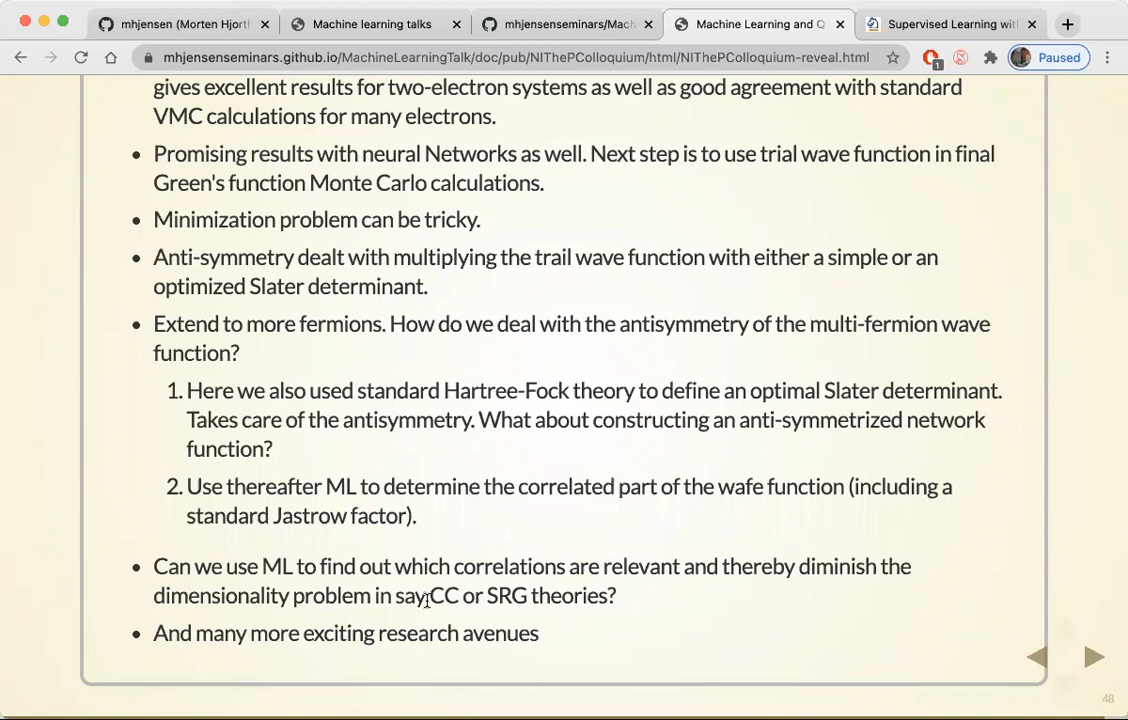 mhjensen (Morten Hjort
Machine learning talks
mhjensenseminars/Mach
Machine Learning and Q
Supervised Learning wit
mhjensenseminars.github.io/MachineLearningTalk/doc/pub/NIThePColloquium/html/NIThePColloquium-reveal.html
1
Paused
gives excellent results for two-electron systems as well as good agreement with standard
VMC calculations for many electrons.
• Promising results with neural Networks as well. Next step is to use trial wave function in final
Green's function Monte Carlo calculations.
• Minimization problem can be tricky.
• Anti-symmetry dealt with multiplying the trail wave function with either a simple or an
optimized Slater determinant.
• Extend to more fermions. How do we deal with the antisymmetry of the multi-fermion wave
function?
1. Here we also used standard Hartree-Fock theory to define an optimal Slater determinant.
Takes care of the antisymmetry. What about constructing an anti-symmetrized network
function?
2. Use thereafter ML to determine the correlated part of the wafe function (including a
standard Jastrow factor).
• Can we use ML to find out which correlations are relevant and thereby diminish the
dimensionality problem in say CC or SRG theories?
• And many more exciting research avenues
48